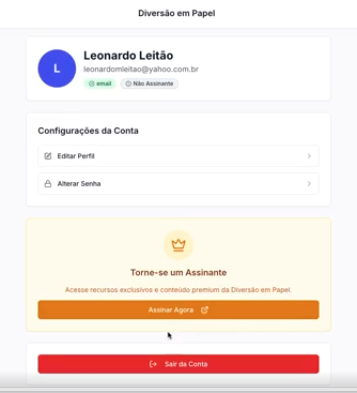 Diversão em Papel
L
Leonardo Leitão
leonardomleitao@yahoo.com.br
email
Não Assinante
Configurações da Conta
Editar Perfil
Alterar Senha
Torne-se um Assinante
Acesse recursos exclusivos e conteúdo premium da Diversão em Papel.
Assinar Agora
Sair da Conta